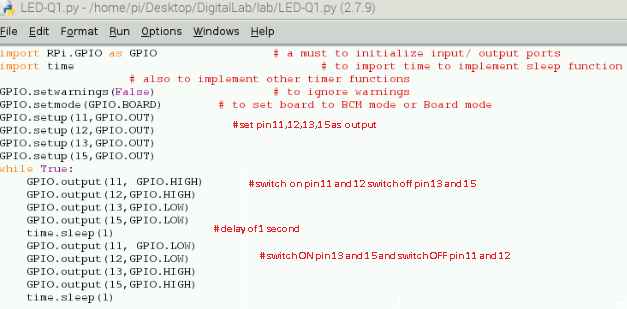 LED-Q1.py - /home/pi/Desktop/DigitalLab/lab/LED-Q1.py (2.7.9)
File Edit Format Run Options Windows Help
import RPi.GPIO as GPIO # a must to initialize input/ output ports
import time # to import time to implement sleep function
# also to implement other timer functions
GPIO.setwarnings(False) # to ignore warnings
GPIO.setmode(GPIO.BOARD) # to set board to BCM mode or Board mode
GPIO.setup(11,GPIO.OUT)
GPIO.setup(12,GPIO.OUT) #set pin11,12,13,15 as output
GPIO.setup(13,GPIO.OUT)
GPIO.setup(15,GPIO.OUT)
while True:
GPIO.output(11, GPIO.HIGH) #switch on pin11 and 12 switch off pin13 and 15
GPIO.output(12,GPIO.HIGH)
GPIO.output(13,GPIO.LOW)
GPIO.output(15,GPIO.LOW)
time.sleep(1) #delay of 1 second
GPIO.output(11, GPIO.LOW)
GPIO.output(12,GPIO.LOW) #switch ON pin13 and 15 and switch OFF pin11 and 12
GPIO.output(13,GPIO.HIGH)
GPIO.output(15,GPIO.HIGH)
time.sleep(1)